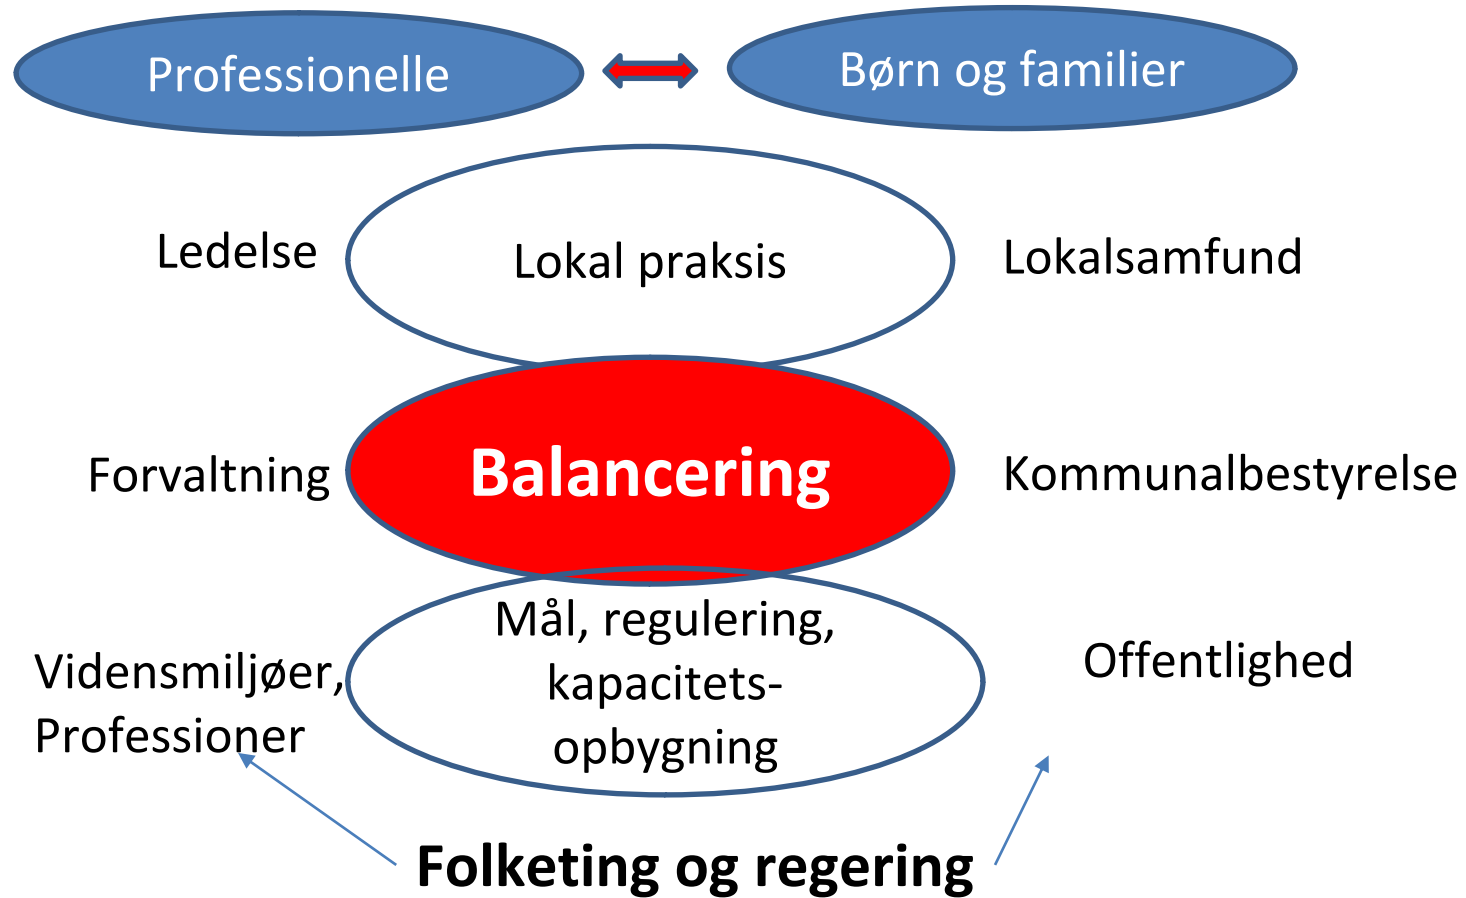 Professionelle
Børn og familier
Ledelse
Lokal praksis
Lokalsamfund
Forvaltning
Balancering
Kommunalbestyrelse
Vidensmiljøer,
Professioner
Mål, regulering,
kapacitets-
opbygning
Offentlighed
Folketing og regering